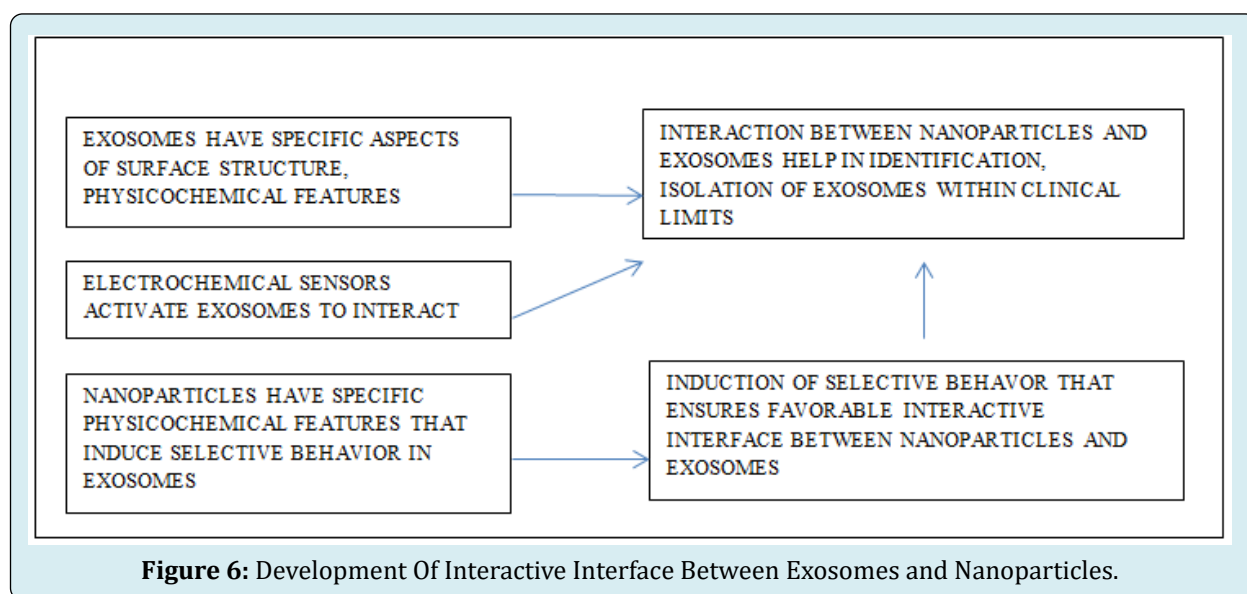 EXOSOMES HAVE SPECIFIC ASPECTS
OF SURFACE STRUCTURE,
PHYSICOCHEMICAL FEATURES
INTERACTION BETWEEN NANOPARTICLES AND
EXOSOMES HELP IN IDENTIFICATION,
ISOLATION OF EXOSOMES WITHIN CLINICAL
LIMITS
ELECTROCHEMICAL SENSORS
ACTIVATE EXOSOMES TO INTERACT
NANOPARTICLES HAVE SPECIFIC
PHYSICOCHEMICAL FEATURES THAT
INDUCE SELECTIVE BEHAVIOR IN
EXOSOMES
INDUCTION OF SELECTIVE BEHAVOR THAT
ENSURES FAVORABLE INTERACTIVE
INTERFACE BETWEEN NANOPARTICLES AND
EXOSOMES
Figure 6: Development Of Interactive Interface Between Exosomes and Nanoparticles.